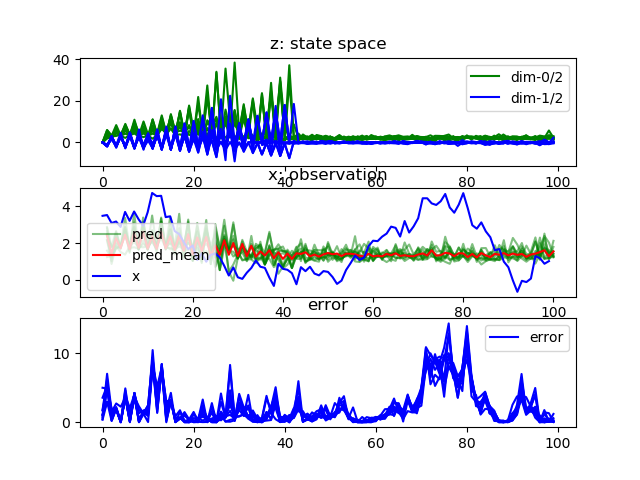 z: state space
40
20
0
dim-0/2
dim-1/2
0 20 40 60 80 100
x: observation
4
2
0
pred
pred_mean
x
0 20 40 60 80 100
error
10
0
error
0 20 40 60 80 100